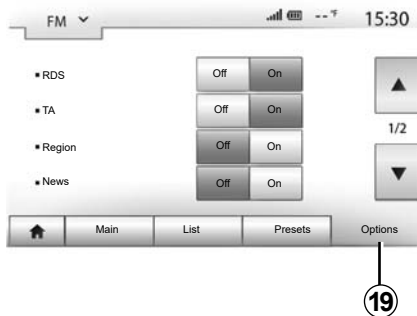 FM -- °F 15:30
RDS Off On
TA Off On
1/2
Region Off On
News Off On
Main List Presets Options
19